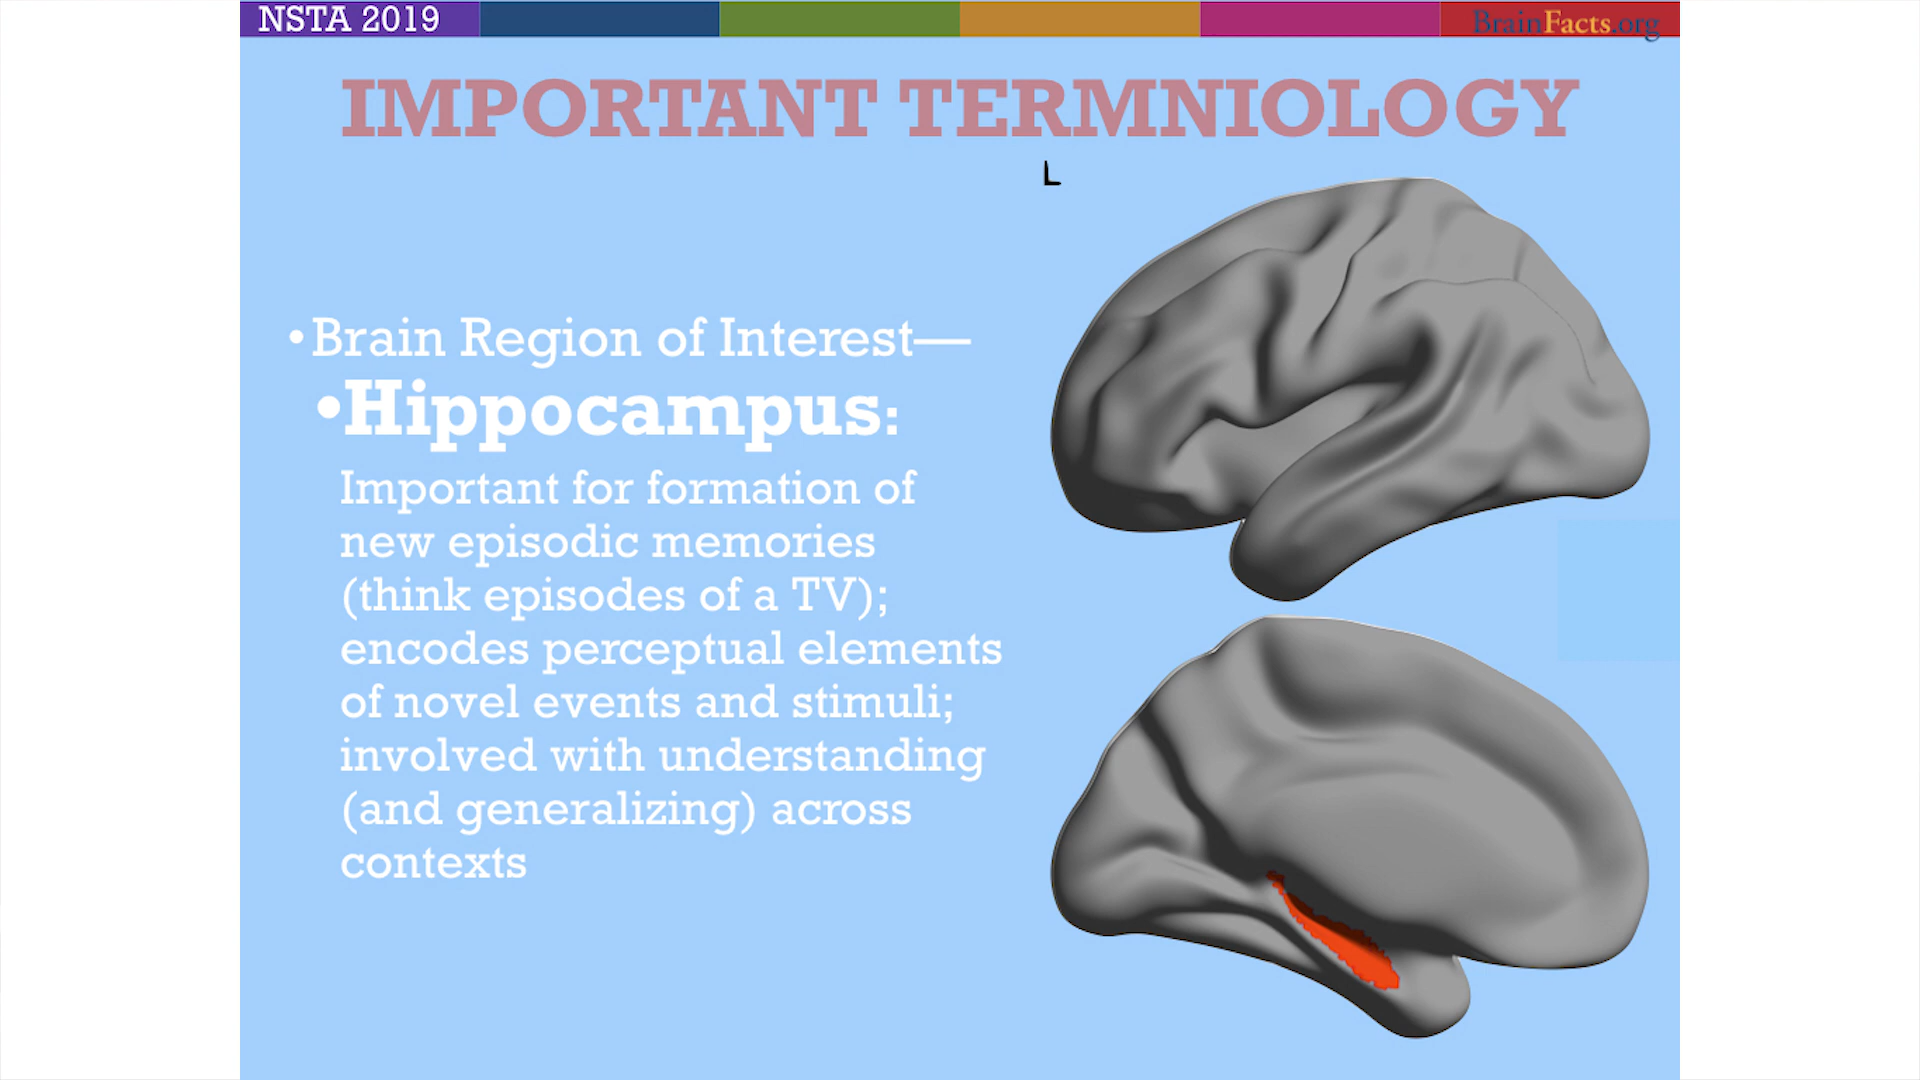 NSTA 2019
BrainFacts.org
IMPORTANT TERMNIOLOGY
L
•Brain Region of Interest—
•Hippocampus:
Important for formation of
new episodic memories
(think episodes of a TV);
encodes perceptual elements
of novel events and stimuli;
involved with understanding
(and generalizing) across
contexts